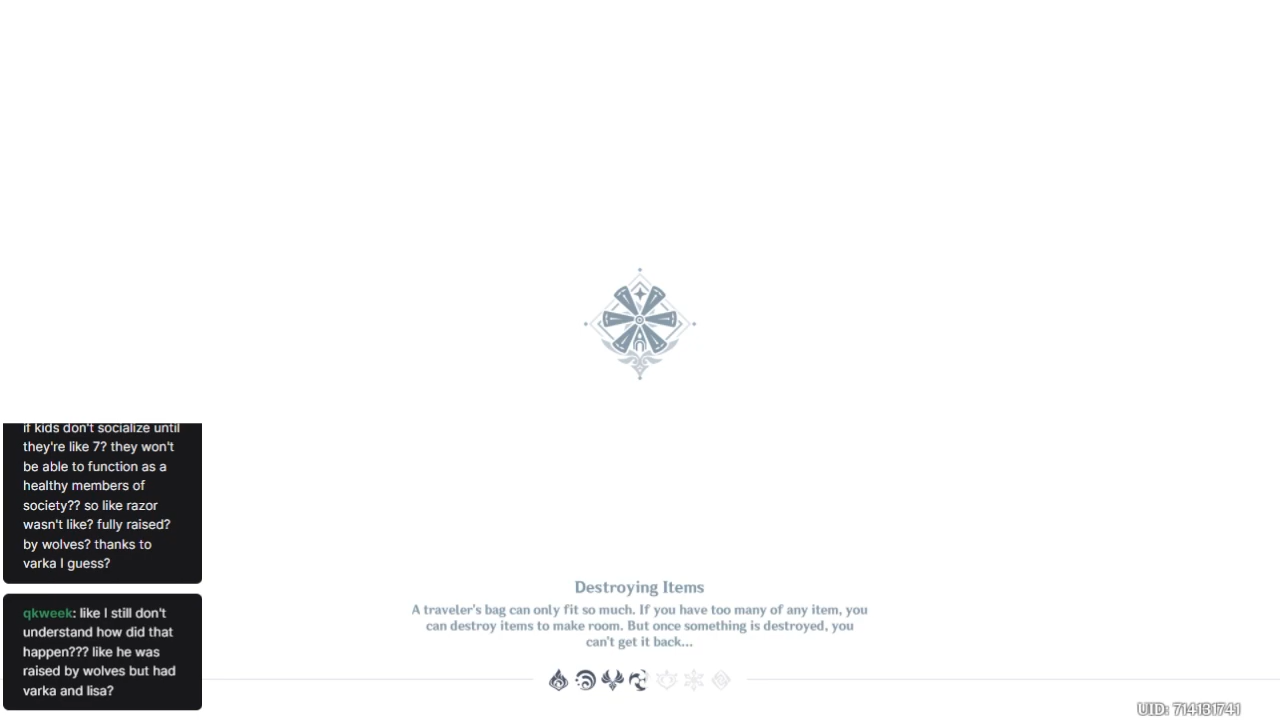 if kids don't socialize until
they're like 7? they won't
be able to function as a
healthy members of
society?? so like razor
wasn't like? fully raised?
by wolves? thanks to
varka I guess?
qkweek: like I still don't
understand how did that
happen??? like he was
raised by wolves but had
varka and lisa?
Destroying Items
A traveler's bag can only fit so much. If you have too many of any item, you
can destroy items to make room. But once something is destroyed, you
can't get it back...
UID: 714131741